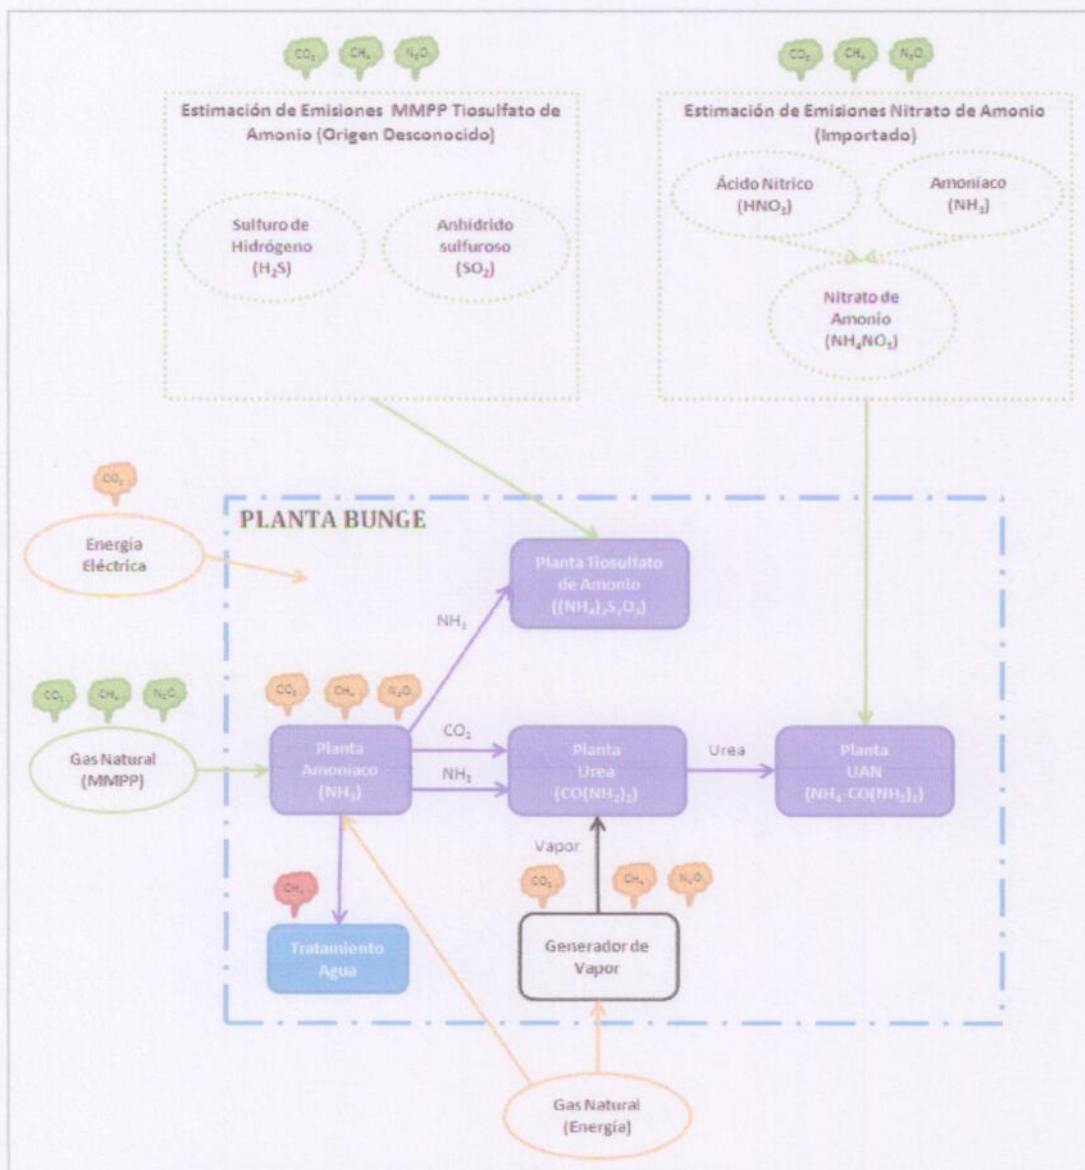 CO₂ CH₄ N₂O
Estimación de Emisiones MMPP Tiosulfato de
Amonio (Origen Desconocido)
Sulfuro de
Hidrógeno
(H₂S)
Anhídrido
sulfuroso
(SO₂)
CO₂ CH₄ N₂O
Estimación de Emisiones Nitrato de Amonio
(Importado)
Ácido Nítrico
(HNO₃)
Amoníaco
(NH₃)
Nitrato de
Amonio
(NH₄NO₃)
CO₂
Energía
Eléctrica
PLANTA BUNGE
Planta Tiosulfato
de Amonio
((NH₄)₂S₂O₃)
NH₃
CO₂ CH₄ N₂O
Gas Natural
(MMPP)
CO₂ CH₄ N₂O
Planta
Amoníaco
(NH₃)
CO₂
NH₃
Planta
Urea
(CO(NH₂)₂)
Urea
Planta
UAN
(NH₄-CO(NH₂)₂)
Vapor
CH₄
Tratamiento
Agua
CO₂ CH₄ N₂O
Generador de
Vapor
Gas Natural
(Energía)